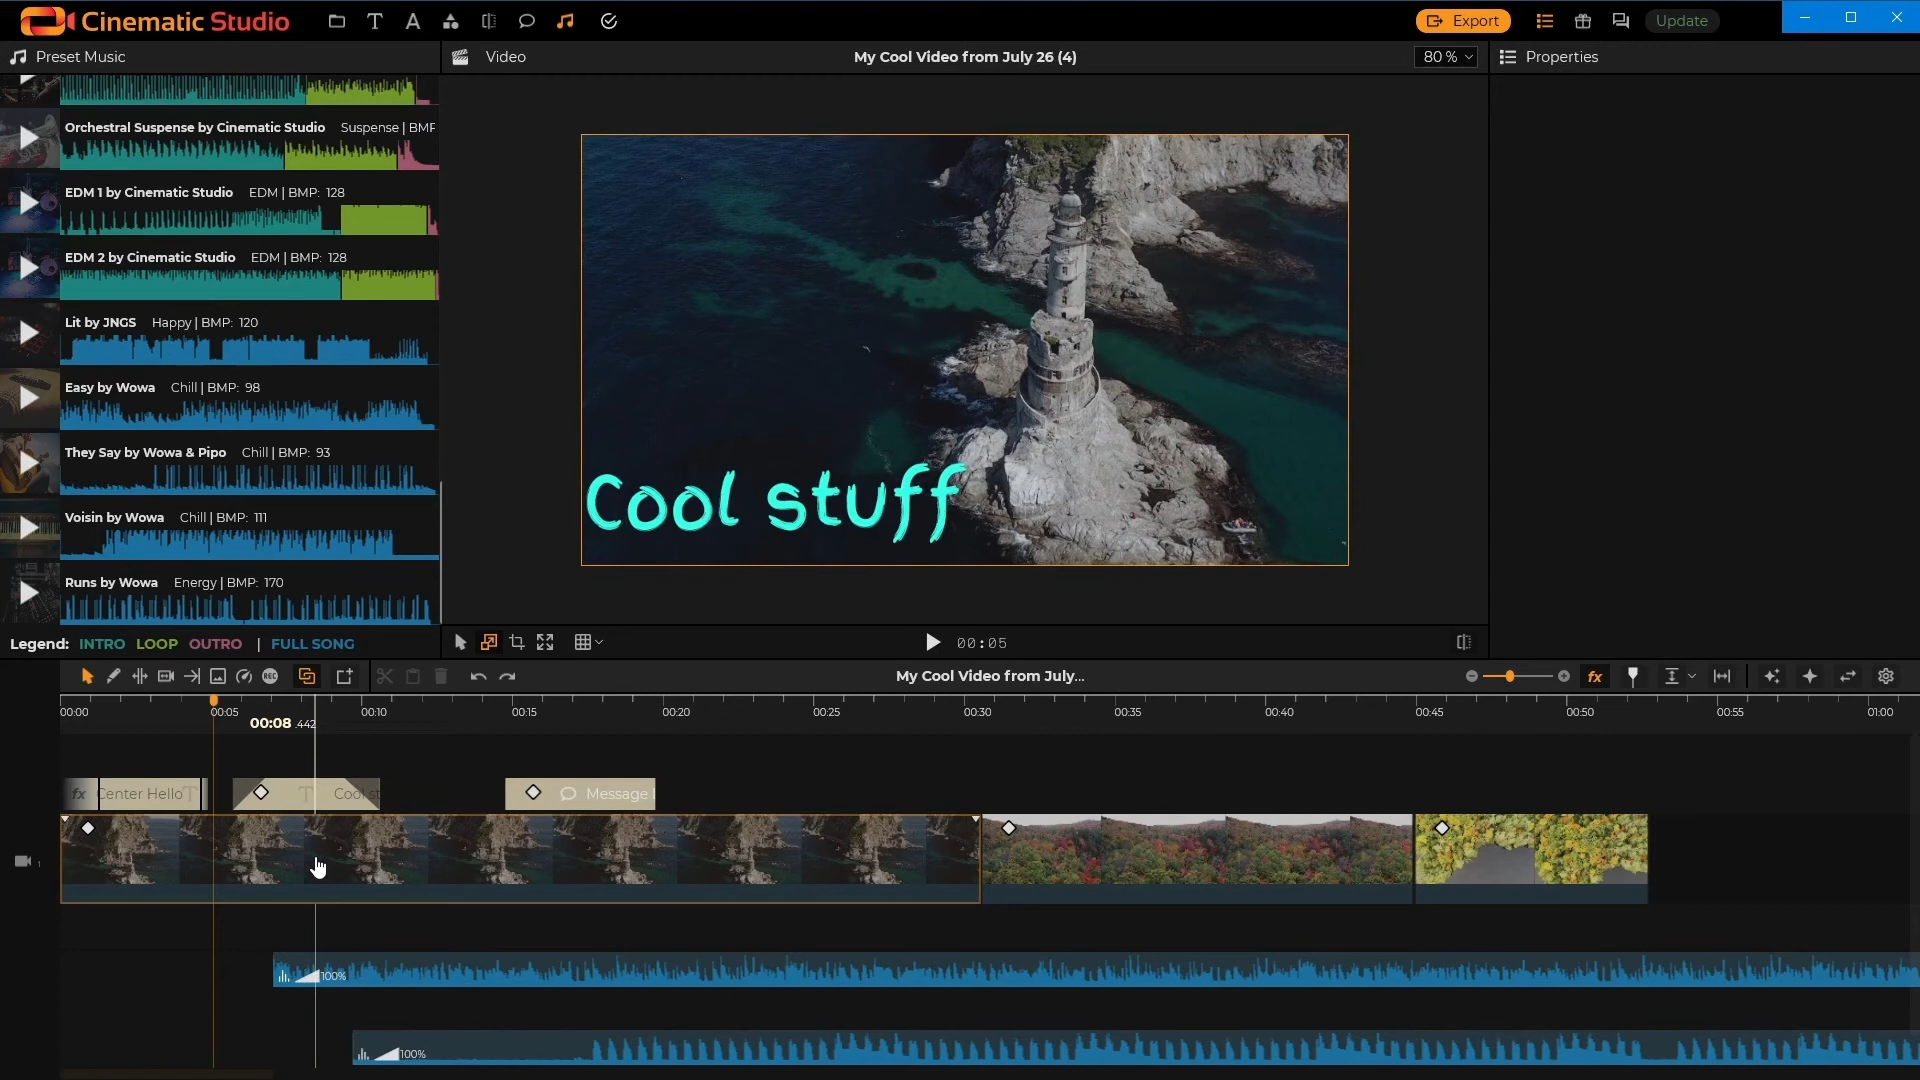 Cinematic Studio
Export
Update
Preset Music
Video
My Cool Video from July 26 (4)
80 %
Properties
Orchestral Suspense by Cinematic Studio Suspense | BMP
EDM 1 by Cinematic Studio EDM | BMP: 128
EDM 2 by Cinematic Studio EDM | BMP: 128
Lit by JNGS Happy | BMP: 120
Easy by Wowa Chill | BMP: 98
They Say by Wowa & Pipo Chill | BMP: 93
Voisin by Wowa Chill | BMP: 111
Runs by Wowa Energy | BMP: 170
Cool stuff
Legend: INTRO LOOP OUTRO | FULL SONG
00:05
REC
My Cool Video from July...
fx
00:00 00:05 00:10 00:15 00:20 00:25 00:30 00:35 00:40 00:45 00:50 00:55 01:00
00:08 .442
fx Center Hello
Cool st
Message
1
100%
100%